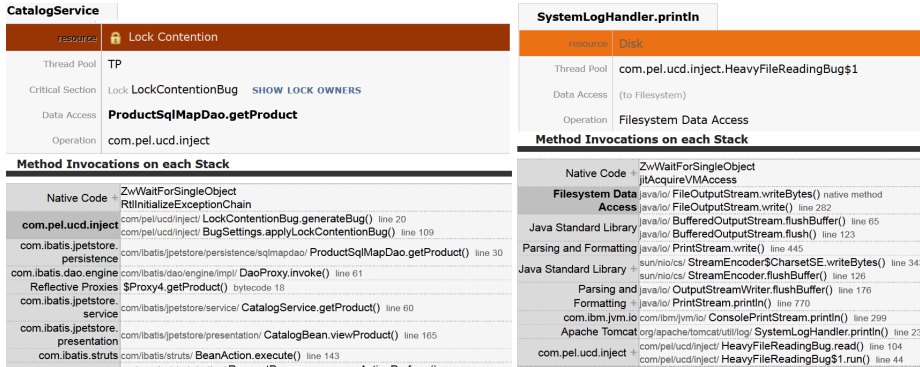 CatalogService
resource Lock Contention
Thread Pool TP
Critical Section Lock LockContentionBug SHOW LOCK OWNERS
Data Access ProductSqlMapDao.getProduct
Operation com.pel.ucd.inject
Method Invocations on each Stack
Native Code + ZwWaitForSingleObject
RtlInitializeExceptionChain
com.pel.ucd.inject com/pel/ucd/inject/ LockContentionBug.generateBug() line 20
com/pel/ucd/inject/ BugSettings.applyLockContentionBug() line 109
com.ibatis.jpetstore.
persistence com/ibatis/jpetstore/persistence/sqlmapdao/ ProductSqlMapDao.getProduct() line 30
com.ibatis.dao.engine com/ibatis/dao/engine/impl/ DaoProxy.invoke() line 61
Reflective Proxies $Proxy4.getProduct() bytecode 18
com.ibatis.jpetstore.
service com/ibatis/jpetstore/service/ CatalogService.getProduct() line 60
com.ibatis.jpetstore.
presentation com/ibatis/jpetstore/presentation/ CatalogBean.viewProduct() line 165
com.ibatis.struts com/ibatis/struts/ BeanAction.execute() line 143
SystemLogHandler.println
resource Disk
Thread Pool com.pel.ucd.inject.HeavyFileReadingBug$1
Data Access (to Filesystem)
Operation Filesystem Data Access
Method Invocations on each Stack
Native Code + ZwWaitForSingleObject
jitAcquireVMAccess
Filesystem Data java/io/ FileOutputStream.writeBytes() native method
Access java/io/ FileOutputStream.write() line 282
Java Standard Library java/io/ BufferedOutputStream.flushBuffer() line 65
java/io/ BufferedOutputStream.flush() line 123
Parsing and Formatting java/io/ PrintStream.write() line 445
Java Standard Library + sun/nio/cs/ StreamEncoder$CharsetSE.writeBytes() line 343
sun/nio/cs/ StreamEncoder.flushBuffer() line 126
Parsing and java/io/ OutputStreamWriter.flushBuffer() line 176
Formatting + java/io/ PrintStream.println() line 770
com.ibm.jvm.io com/ibm/jvm/io/ ConsolePrintStream.println() line 299
Apache Tomcat org/apache/tomcat/util/log/ SystemLogHandler.println() line
com.pel.ucd.inject + com/pel/ucd/inject/ HeavyFileReadingBug.read() line 104
com/pel/ucd/inject/ HeavyFileReadingBug$1.run() line 44